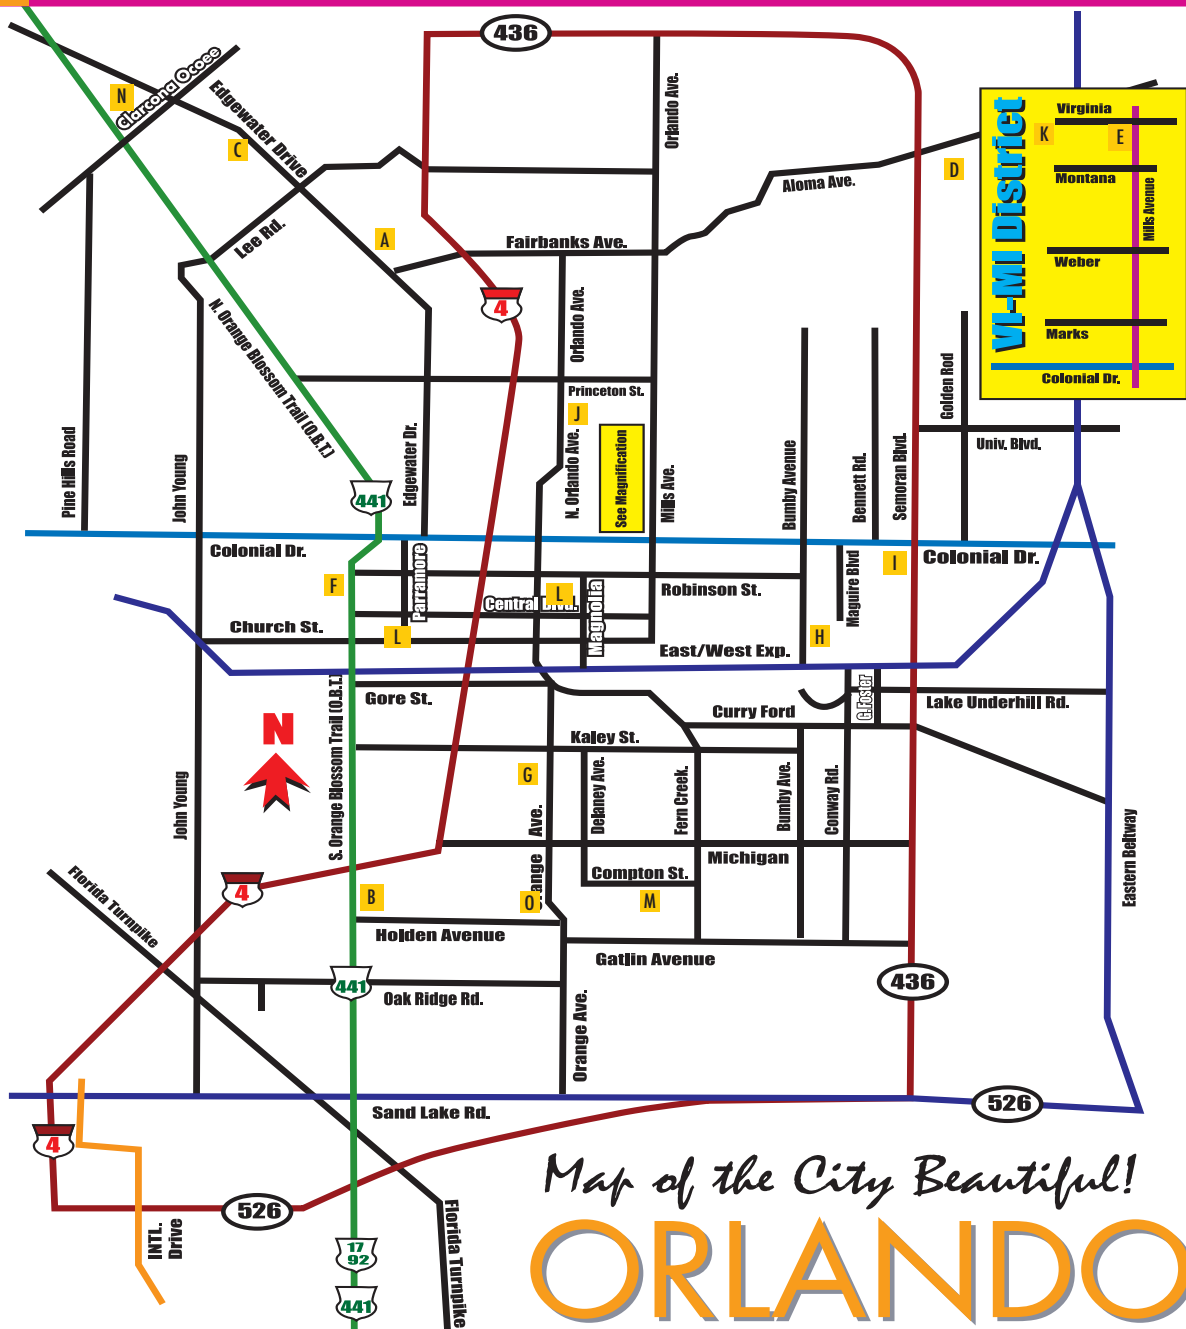 436
Clarcona Ocoee
N
Edgewater Drive
C
Orlando Ave.
Aloma Ave.
D
VI-MI District
K
E
Virginia
Montana
Mills Avenue
Weber
Marks
Colonial Dr.
Lee Rd.
A
Fairbanks Ave.
4
N. Orange Blossom Trail (O.B.T.)
Orlando Ave.
Princeton St.
J
Golden Rod
Univ. Blvd.
Pine Hills Road
John Young
441
Edgewater Dr.
N. Orlando Ave.
See Magnification
Mills Ave.
Bumby Avenue
Bennett Rd.
Semoran Blvd.
Colonial Dr.
I
Colonial Dr.
F
Parramore
Central Blvd.
L
Magnolia
Robinson St.
Maguire Blvd
Church St.
L
East/West Exp.
H
Gore St.
S. Orange Blossom Trail (O.B.T.)
Curry Ford
G.Foster
Lake Underhill Rd.
N
Kaley St.
G
John Young
Orange Ave.
Delaney Ave.
Fern Creek.
Bumby Ave.
Conway Rd.
Michigan
Eastern Beltway
Florida Turnpike
4
Compton St.
B
O
M
Holden Avenue
Gatlin Avenue
441
436
Oak Ridge Rd.
Orange Ave.
Sand Lake Rd.
526
4
526
INTL.
Drive
Florida Turnpike
17
92
441
Map of the City Beautiful!
ORLANDO